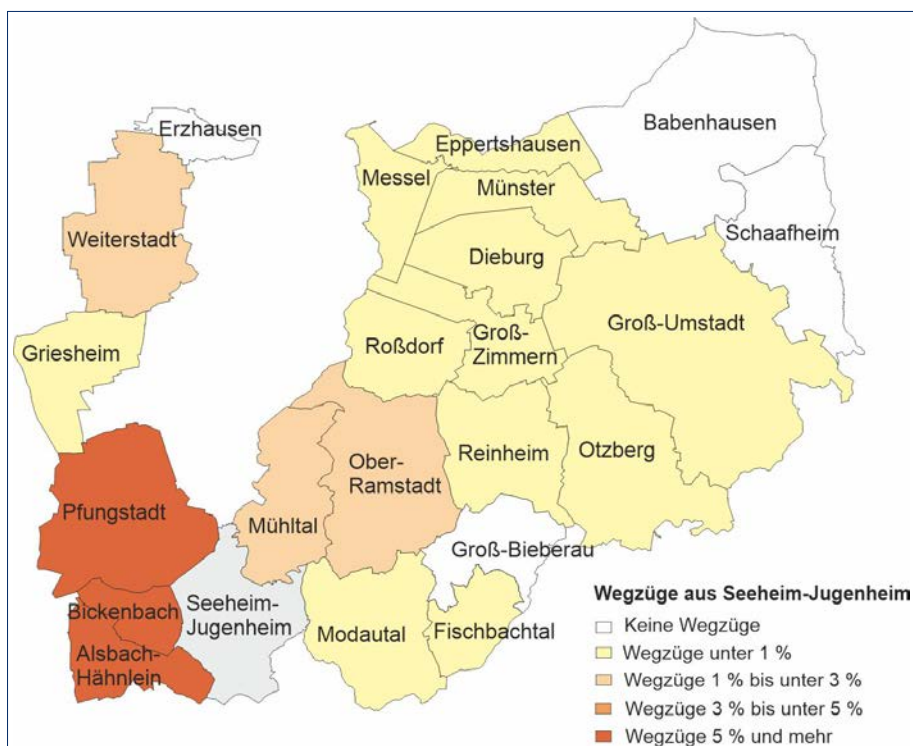 Erzhausen
Babenhausen
Eppertshausen
Messel
Münster
Weiterstadt
Schaafheim
Dieburg
Groß-Umstadt
Griesheim
Roßdorf
Groß-
Zimmern
Reinheim
Otzberg
Ober-
Ramstadt
Pfungstadt
Mühltal
Groß-Bieberau
Bickenbach
Seeheim-
Jugenheim
Modautal
Fischbachtal
Alsbach-
Hähnlein
Wegzüge aus Seeheim-Jugenheim
Keine Wegzüge
Wegzüge unter 1 %
Wegzüge 1 % bis unter 3 %
Wegzüge 3 % bis unter 5 %
Wegzüge 5 % und mehr